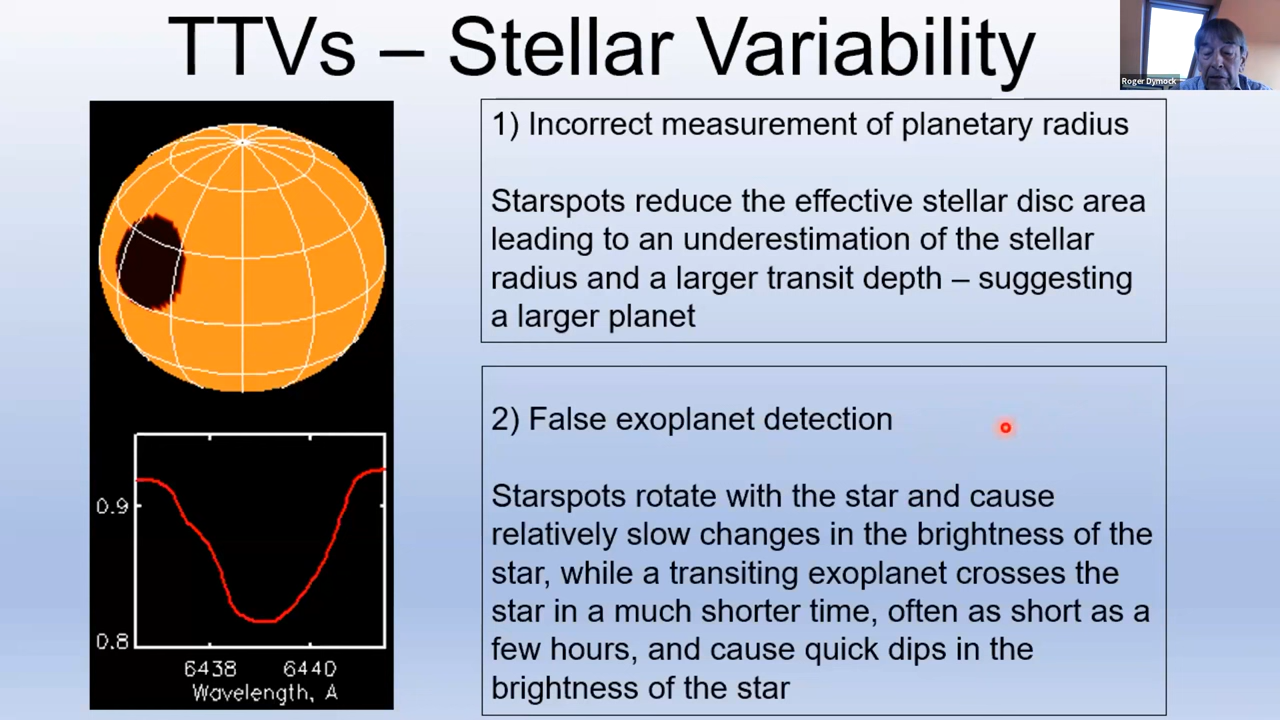 TTVs – Stellar Variability
Roger Dymock
1) Incorrect measurement of planetary radius
Starspots reduce the effective stellar disc area
leading to an underestimation of the stellar
radius and a larger transit depth – suggesting
a larger planet
2) False exoplanet detection
Starspots rotate with the star and cause
relatively slow changes in the brightness of the
star, while a transiting exoplanet crosses the
star in a much shorter time, often as short as a
few hours, and cause quick dips in the
brightness of the star
0.9
0.8
6438 6440
Wavelength, A